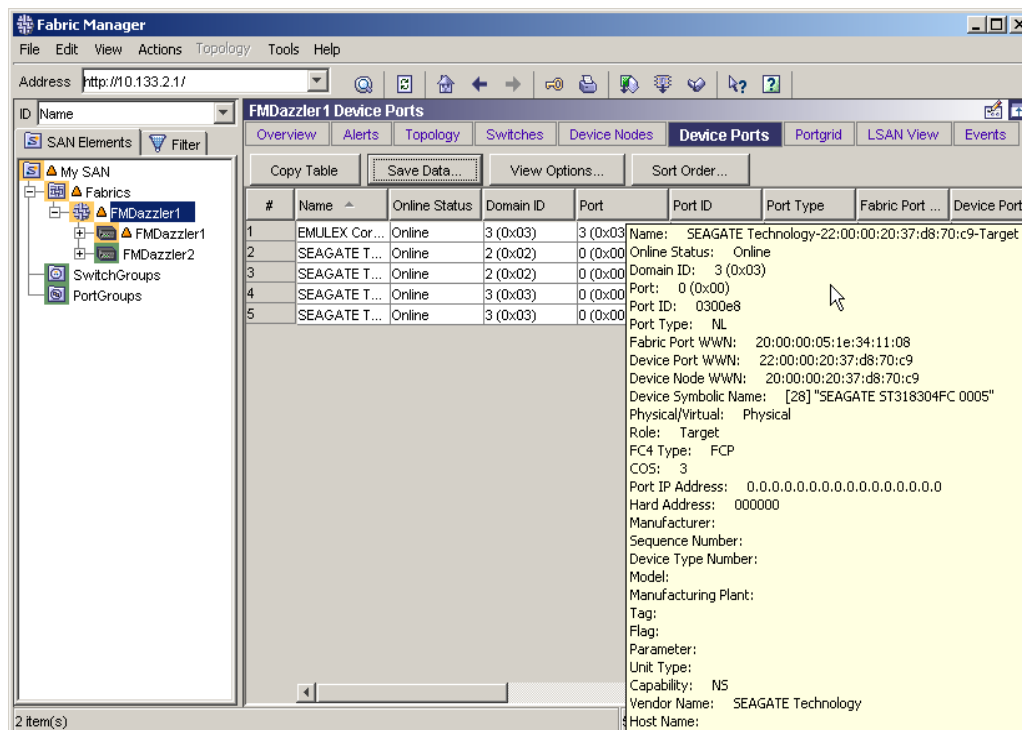 Fabric Manager
File Edit View Actions Topology Tools Help
Address http://10.133.2.1/
ID Name
FMDazzler1 Device Ports
SAN Elements Filter
Overview Alerts Topology Switches Device Nodes Device Ports Portgrid LSAN View Events
Copy Table Save Data... View Options... Sort Order...
My SAN
Fabrics
FMDazzler1
FMDazzler1
FMDazzler2
SwitchGroups
PortGroups
# Name Online Status Domain ID Port Port ID Port Type Fabric Port ... Device Port
1 EMULEX Cor... Online 3 (0x03) 3 (0x03
2 SEAGATE T... Online 2 (0x02) 0 (0x00
3 SEAGATE T... Online 2 (0x02) 0 (0x00
4 SEAGATE T... Online 3 (0x03) 0 (0x00
5 SEAGATE T... Online 3 (0x03) 0 (0x00
Name: SEAGATE Technology-22:00:00:20:37:d8:70:c9-Target
Online Status: Online
Domain ID: 3 (0x03)
Port: 0 (0x00)
Port ID: 0300e8
Port Type: NL
Fabric Port WWN: 20:00:00:05:1e:34:11:08
Device Port WWN: 22:00:00:20:37:d8:70:c9
Device Node WWN: 20:00:00:20:37:d8:70:c9
Device Symbolic Name: [28] "SEAGATE ST318304FC 0005"
Physical/Virtual: Physical
Role: Target
FC4 Type: FCP
COS: 3
Port IP Address: 0.0.0.0.0.0.0.0.0.0.0.0.0.0.0.0
Hard Address: 000000
Manufacturer:
Sequence Number:
Device Type Number:
Model:
Manufacturing Plant:
Tag:
Flag:
Parameter:
Unit Type:
Capability: NS
Vendor Name: SEAGATE Technology
Host Name:
2 item(s)